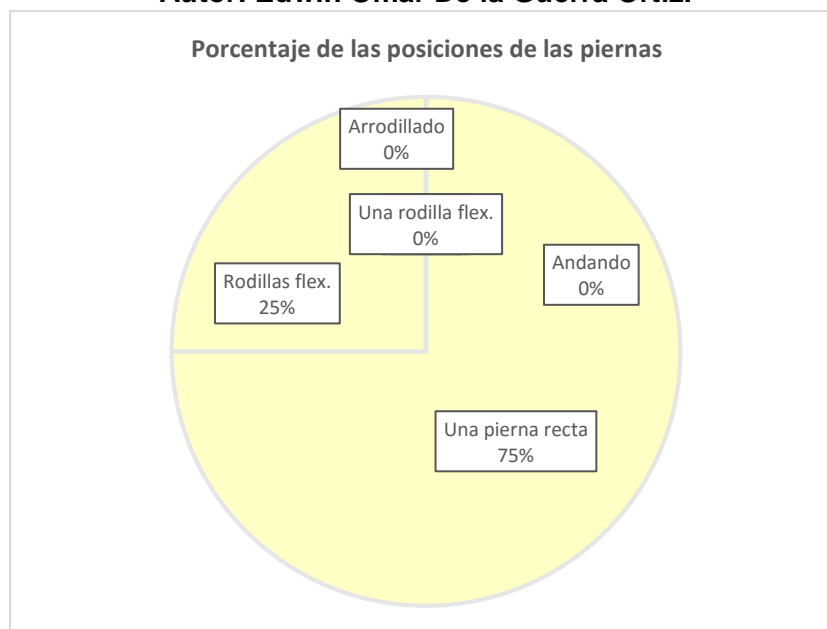 Autor: Edwin Omar De la Guerra Ortiz.
Porcentaje de las posiciones de las piernas
Arrodillado
0%
Una rodilla flex.
0%
Andando
0%
Rodillas flex.
25%
Una pierna recta
75%